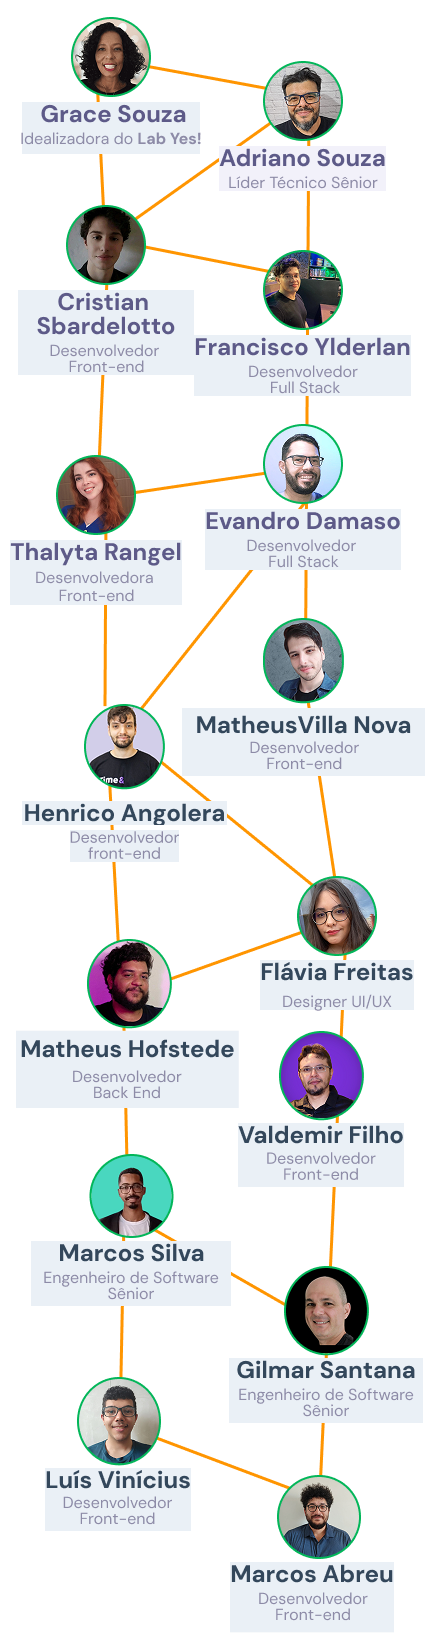 Grace Souza
Idealizadora do Lab Yes!
Adriano Souza
Líder Técnico Sênior
Cristian
Sbardelotto
Desenvolvedor
Front-end
Francisco Ylderlan
Desenvolvedor
Full Stack
Evandro Damaso
Desenvolvedor
Full Stack
Thalyta Rangel
Desenvolvedora
Front-end
MatheusVilla Nova
Desenvolvedor
Front-end
Time&
Henrico Angolera
Desenvolvedor
front-end
Flávia Freitas
Designer UI/UX
Matheus Hofstede
Desenvolvedor
Back End
Valdemir Filho
Desenvolvedor
Front-end
Marcos Silva
Engenheiro de Software
Sênior
Gilmar Santana
Engenheiro de Software
Sênior
Luís Vinícius
Desenvolvedor
Front-end
Marcos Abreu
Desenvolvedor
Front-end